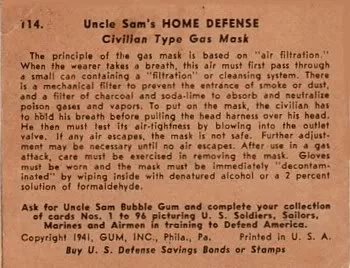 114. Uncle Sam's HOME DEFENSE
Civilian Type Gas Mask
The principle of the gas mask is based on "air filtration."
When the wearer takes a breath, this air must first pass through
a small can containing a "filtration" or cleansing system. There
is a mechanical filter to prevent the entrance of smoke or dust,
and a filter of charcoal and soda-lime to absorb and neutralize
poison gases and vapors. To put on the mask, the civilian has
to hold his breath before pulling the head harness over his head.
He then must test its air-tightness by blowing into the outlet
valve. If any air escapes, the mask is not safe. Further adjust-
ment may be necessary until no air escapes. After use in a gas
attack, care must be exercised in removing the mask. Gloves
must be worn and the mask must be immediately "decontam-
inated" by wiping inside with denatured alcohol or a 2 percent
solution of formaldehyde.
Ask for Uncle Sam Bubble Gum and complete your collection
of cards Nos. 1 to 96 picturing U. S. Soldiers, Sailors,
Marines and Airmen in training to Defend America.
Copyright 1941, GUM, INC., Phila., Pa. Printed in U. S. A.
Buy U. S. Defense Savings Bonds or Stamps